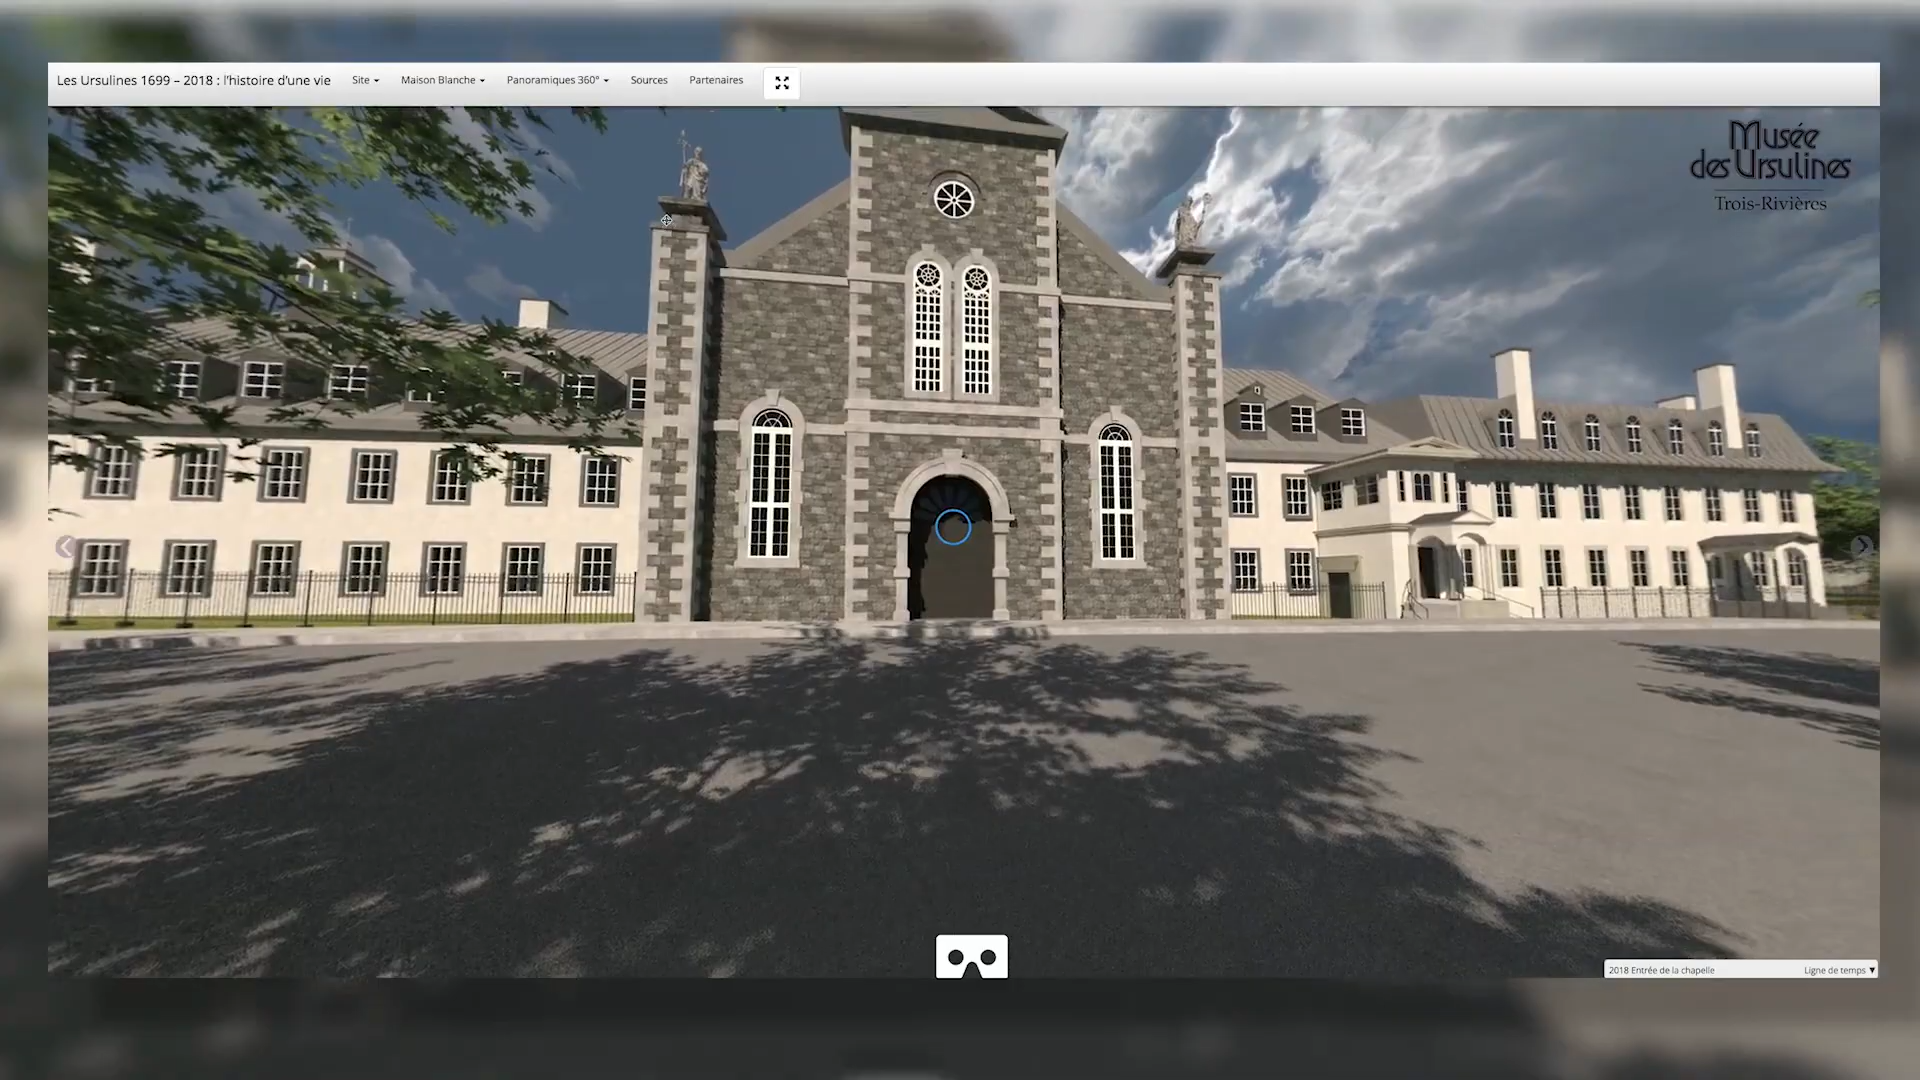 Les Ursulines 1699 – 2018 : l'histoire d'une vie Site Maison Blanche Panoramiques 360° Sources Partenaires
Musée
des Ursulines
Trois-Rivières
2018 Entrée de la chapelle Ligne de temps